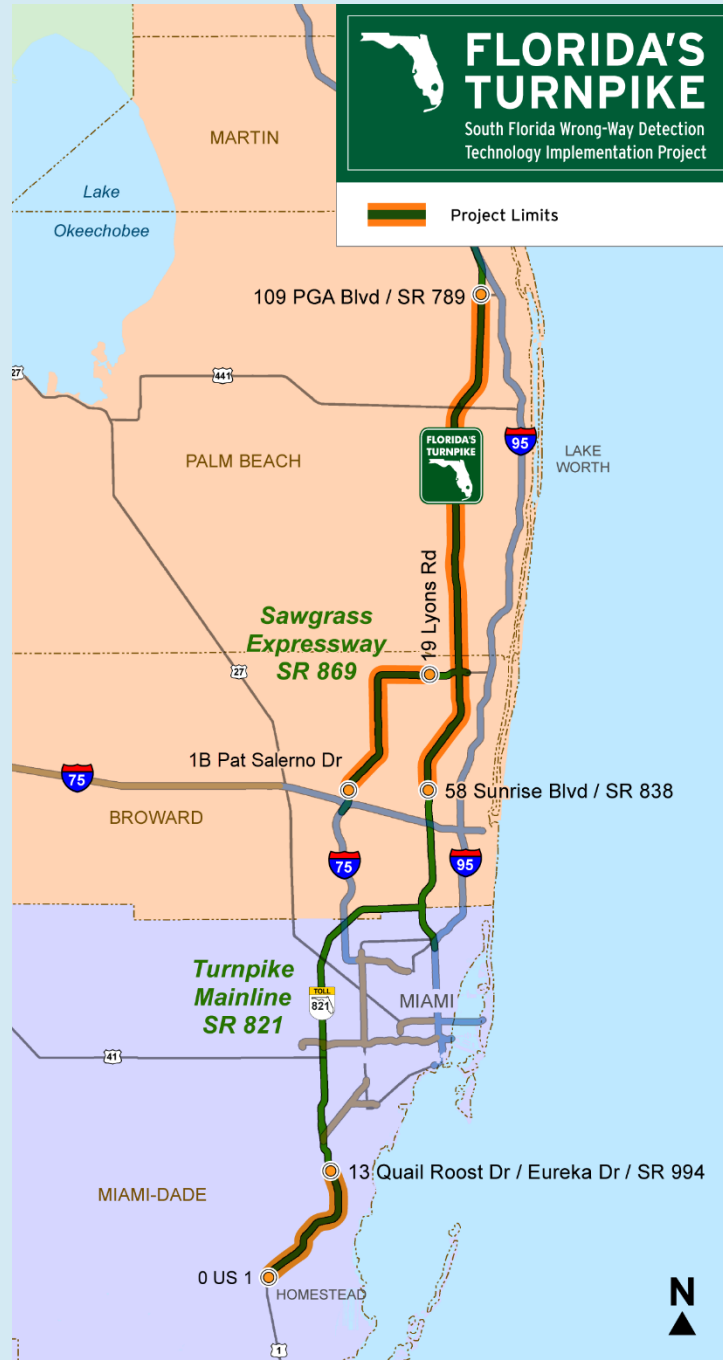 FLORIDA'S
TURNPIKE
South Florida Wrong-Way Detection
Technology Implementation Project
Project Limits
MARTIN
Lake
Okeechobee
109 PGA Blvd / SR 789
27
441
FLORIDA'S
TURNPIKE
95
LAKE
WORTH
PALM BEACH
19 Lyons Rd
Sawgrass
Expressway
SR 869
27
1B Pat Salerno Dr
75
58 Sunrise Blvd / SR 838
BROWARD
75
95
Turnpike
Mainline
SR 821
TOLL
821
MIAMI
41
13 Quail Roost Dr / Eureka Dr / SR 994
MIAMI-DADE
0 US 1
HOMESTEAD
N
1